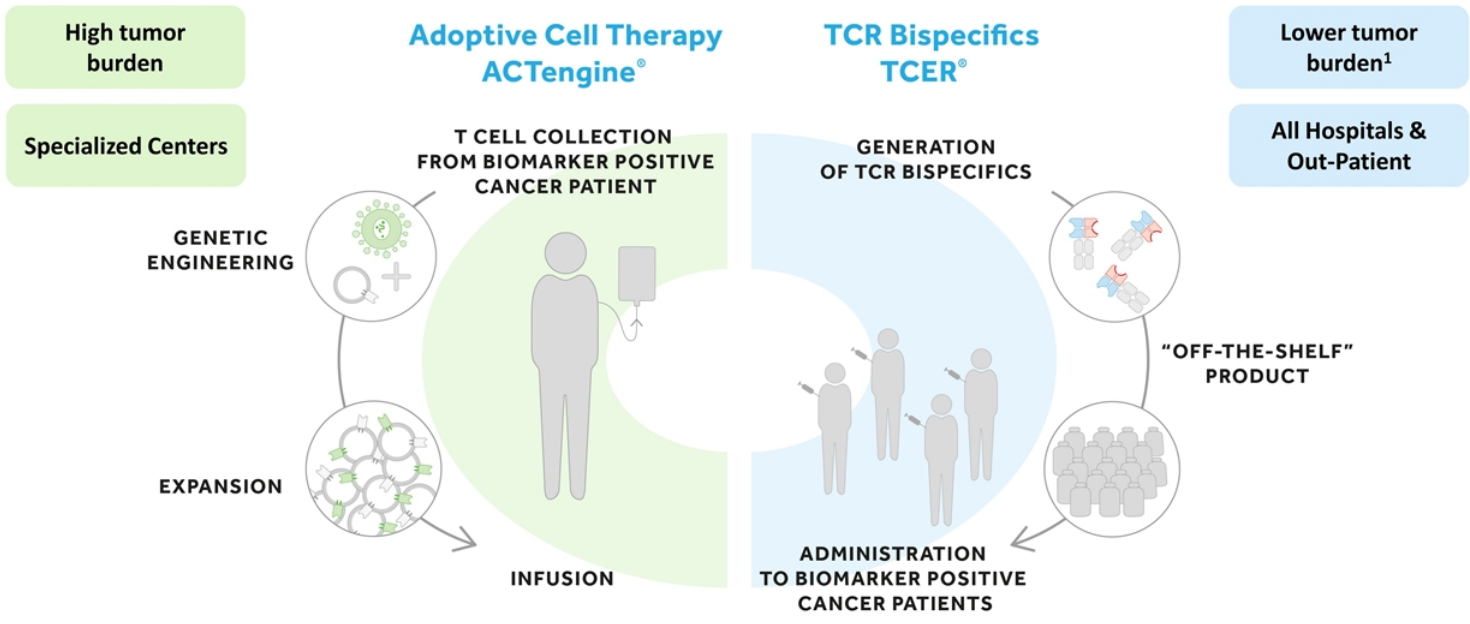 High tumor
burden
Specialized Centers
Adoptive Cell Therapy
ACTengine®
T CELL COLLECTION
FROM BIOMARKER POSITIVE
CANCER PATIENT
GENETIC
ENGINEERING
EXPANSION
INFUSION
TCR Bispecifics
TCER®
GENERATION
OF TCR BISPECIFICS
"OFF-THE-SHELF"
PRODUCT
ADMINISTRATION
TO BIOMARKER POSITIVE
CANCER PATIENTS
Lower tumor
burden¹
All Hospitals &
Out-Patient